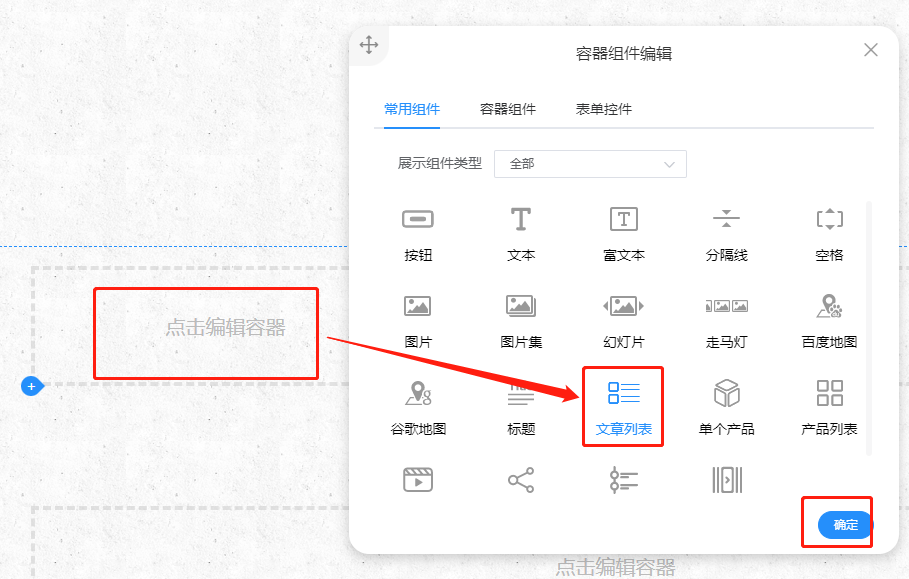 容器组件编辑
常用组件 容器组件 表单控件
展示组件类型 全部
按钮 文本 富文本 分隔线 空格
点击编辑容器
图片 图片集 幻灯片 走马灯 百度地图
谷歌地图 标题 文章列表 单个产品 产品列表
确定
点击编辑容器